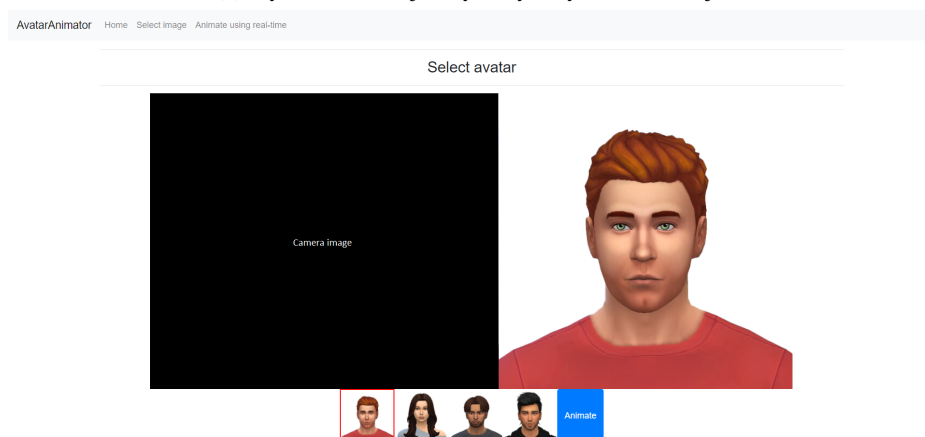 AvatarAnimator Home Select image Animate using real-time
Select avatar
Camera image
Animate